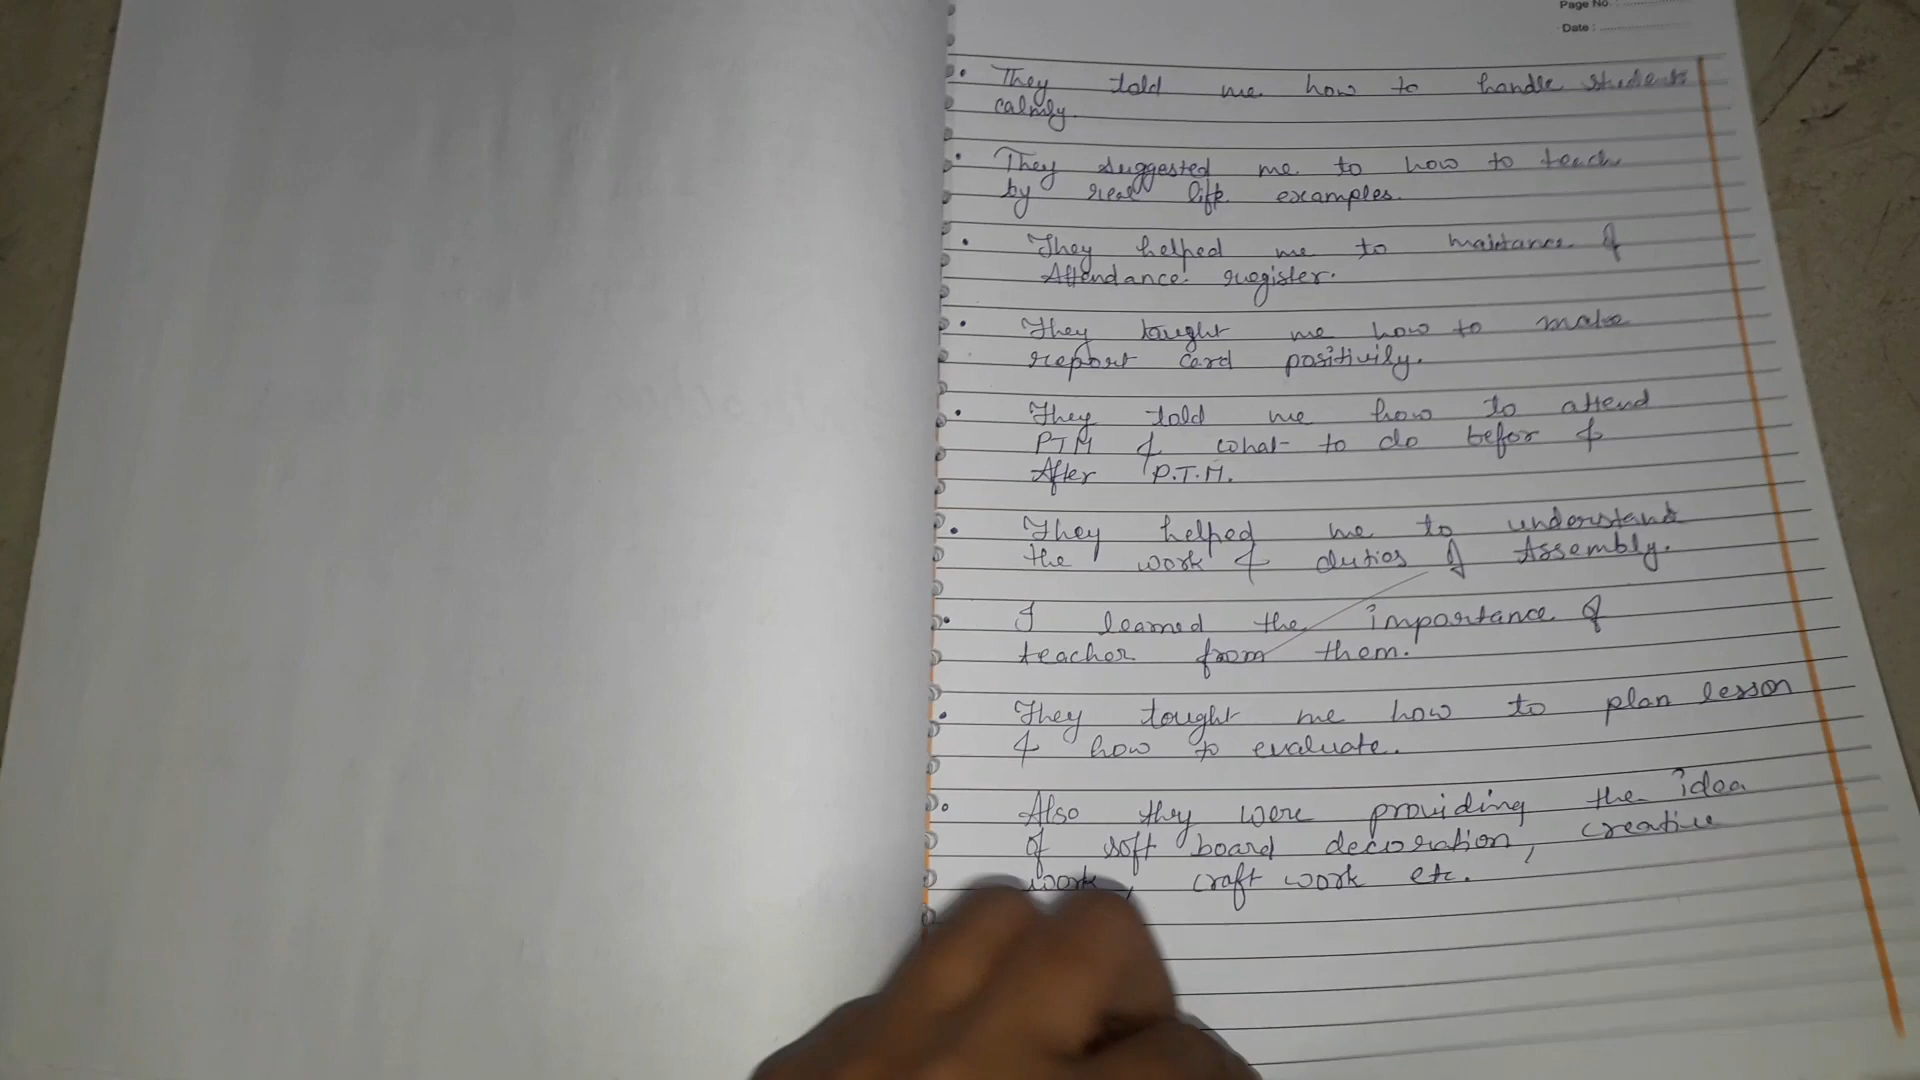 Page No. :
Date :
• They told me how to handle students
calmly.
• They suggested me to how to teach
by real life examples.
• They helped me to maintance of
Attendance register.
• They tought me how to make
report card positivily.
• They told me how to attend
PTM & what to do befor &
After P.T.M.
• They helped me to understand
the work & duties of Assembly.
• I learned the importance of
teacher from them.
• They tought me how to plan lesson
& how to evaluate.
• Also they were providing the idea
of soft board decoration, creative
work, craft work etc.